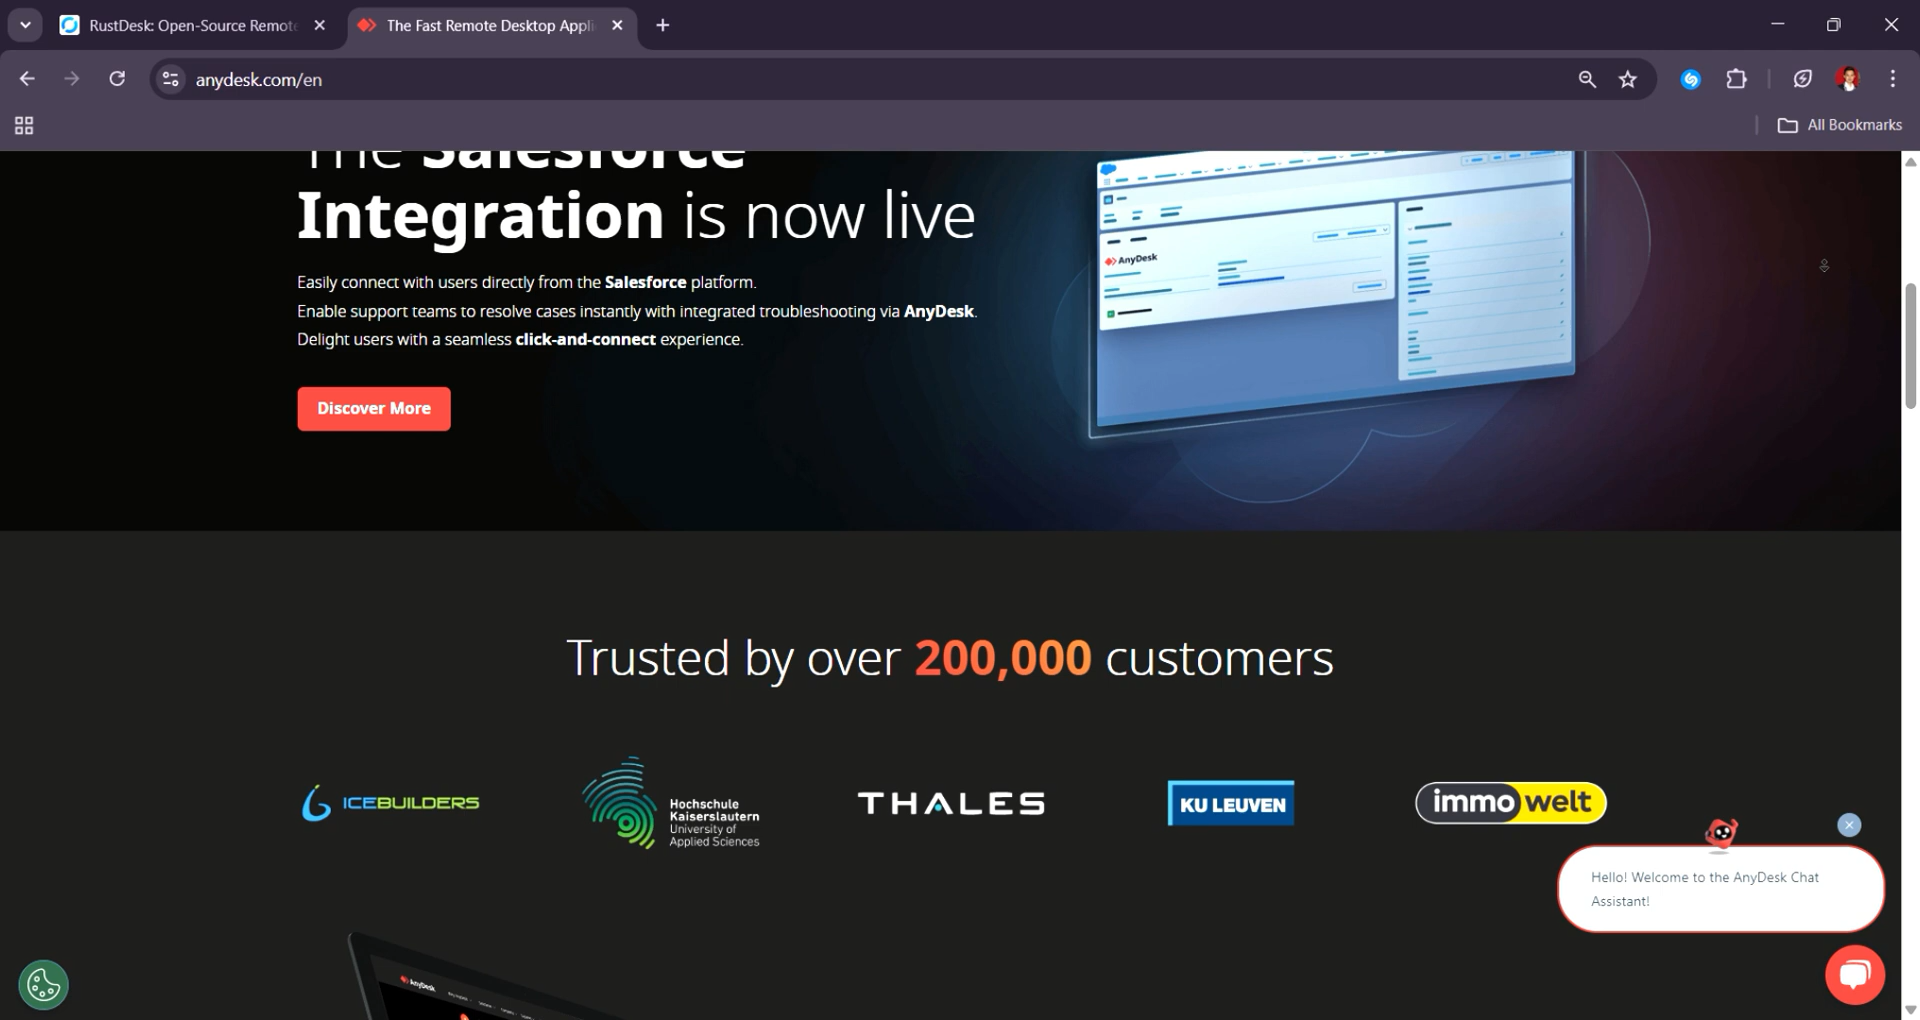 RustDesk: Open-Source Remote
The Fast Remote Desktop Appli
anydesk.com/en
All Bookmarks
The Salesforce
Integration is now live
Easily connect with users directly from the Salesforce platform.
Enable support teams to resolve cases instantly with integrated troubleshooting via AnyDesk.
Delight users with a seamless click-and-connect experience.
Discover More
AnyDesk
Trusted by over 200,000 customers
ICEBUILDERS
Hochschule
Kaiserslautern
University of
Applied Sciences
THALES
KU LEUVEN
immowelt
Hello! Welcome to the AnyDesk Chat
Assistant!
AnyDesk